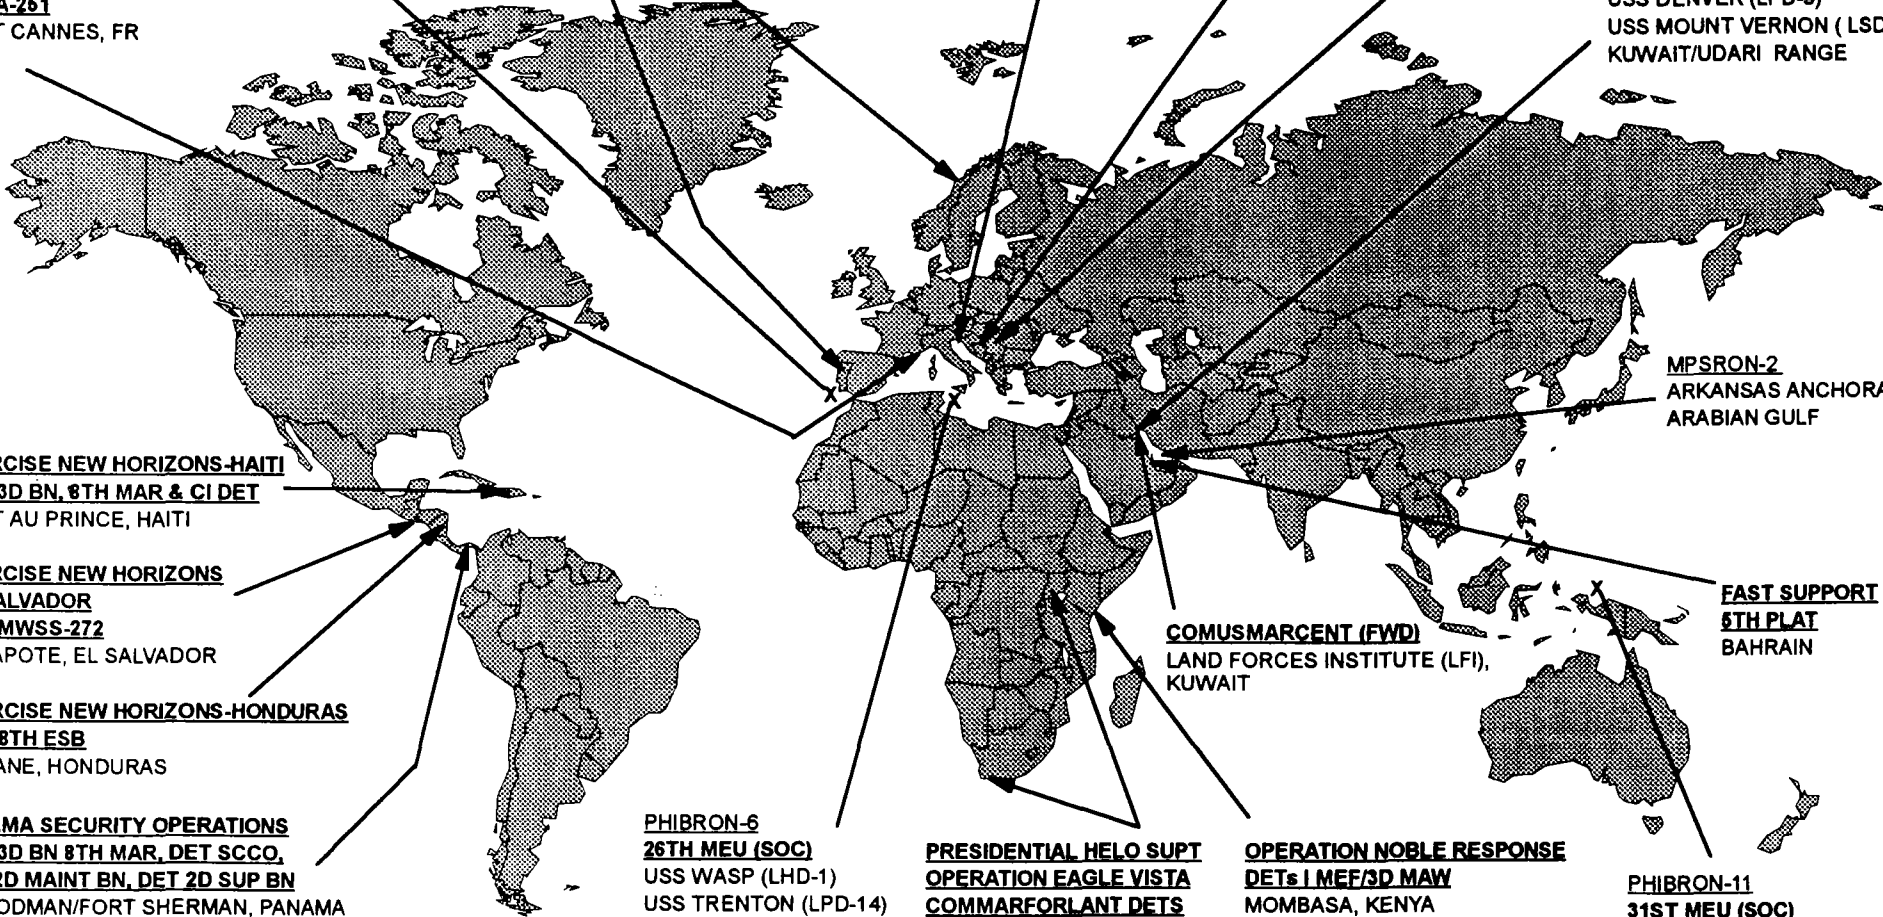 A-261
T CANNES, FR
USS DENVER (LPD-9)
USS MOUNT VERNON ( LSD
KUWAIT/UDARI RANGE
MPSRON-2
ARKANSAS ANCHORA
ARABIAN GULF
RCISE NEW HORIZONS-HAITI
3D BN, 8TH MAR & CI DET
T AU PRINCE, HAITI
RCISE NEW HORIZONS
ALVADOR
MWSS-272
APOTE, EL SALVADOR
RCISE NEW HORIZONS-HONDURAS
8TH ESB
ANE, HONDURAS
MA SECURITY OPERATIONS
3D BN 8TH MAR, DET SCCO,
2D MAINT BN, DET 2D SUP BN
ODMAN/FORT SHERMAN, PANAMA
X
X
X
COMUSMARCENT (FWD)
LAND FORCES INSTITUTE (LFI),
KUWAIT
FAST SUPPORT
5TH PLAT
BAHRAIN
PHIBRON-6
26TH MEU (SOC)
USS WASP (LHD-1)
USS TRENTON (LPD-14)
PRESIDENTIAL HELO SUPT
OPERATION EAGLE VISTA
COMMARFORLANT DETS
OPERATION NOBLE RESPONSE
DETs I MEF/3D MAW
MOMBASA, KENYA
PHIBRON-11
31ST MEU (SOC)